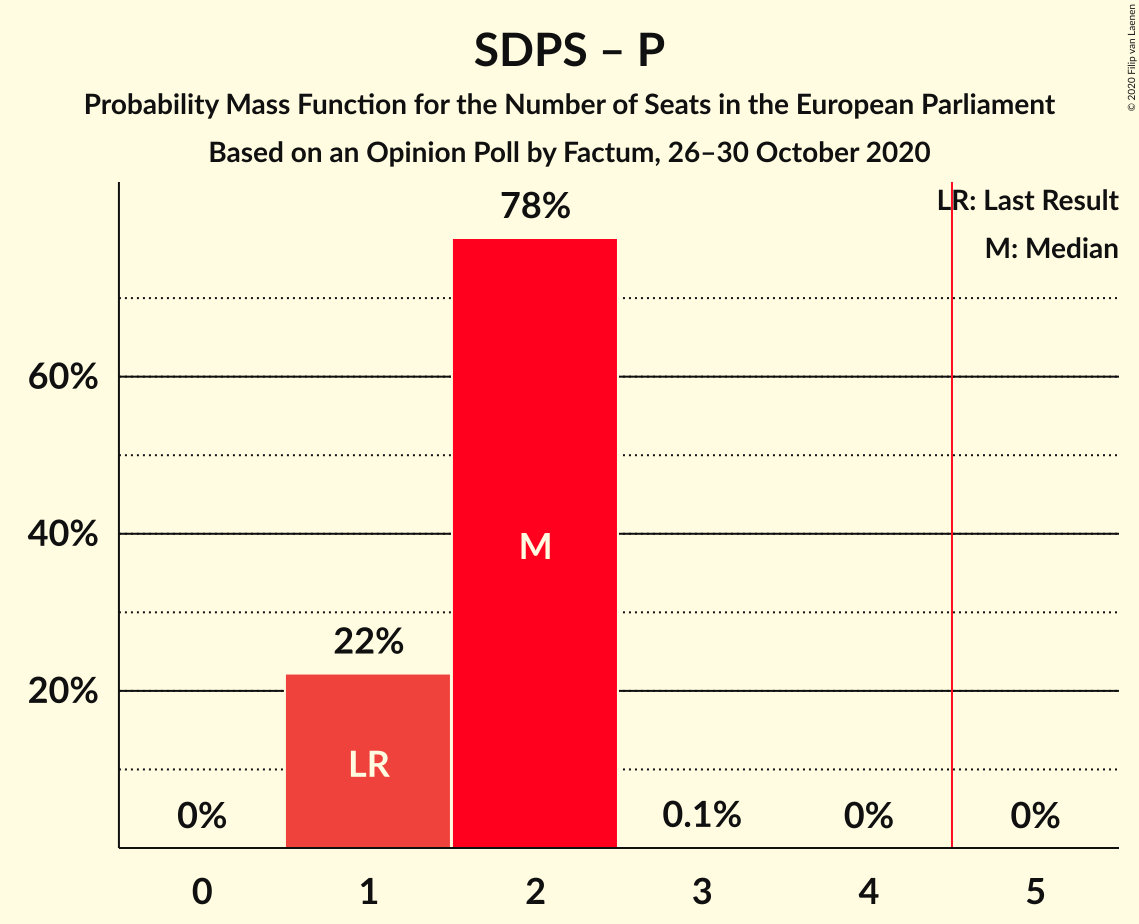 SDPS – P
Probability Mass Function for the Number of Seats in the European Parliament
Based on an Opinion Poll by Factum, 26–30 October 2020
© 2020 Filip van Laenen
LR: Last Result
M: Median
78%
60%
40%
20%
M
22%
LR
0%
0.1%
0%
0%
0 1 2 3 4 5